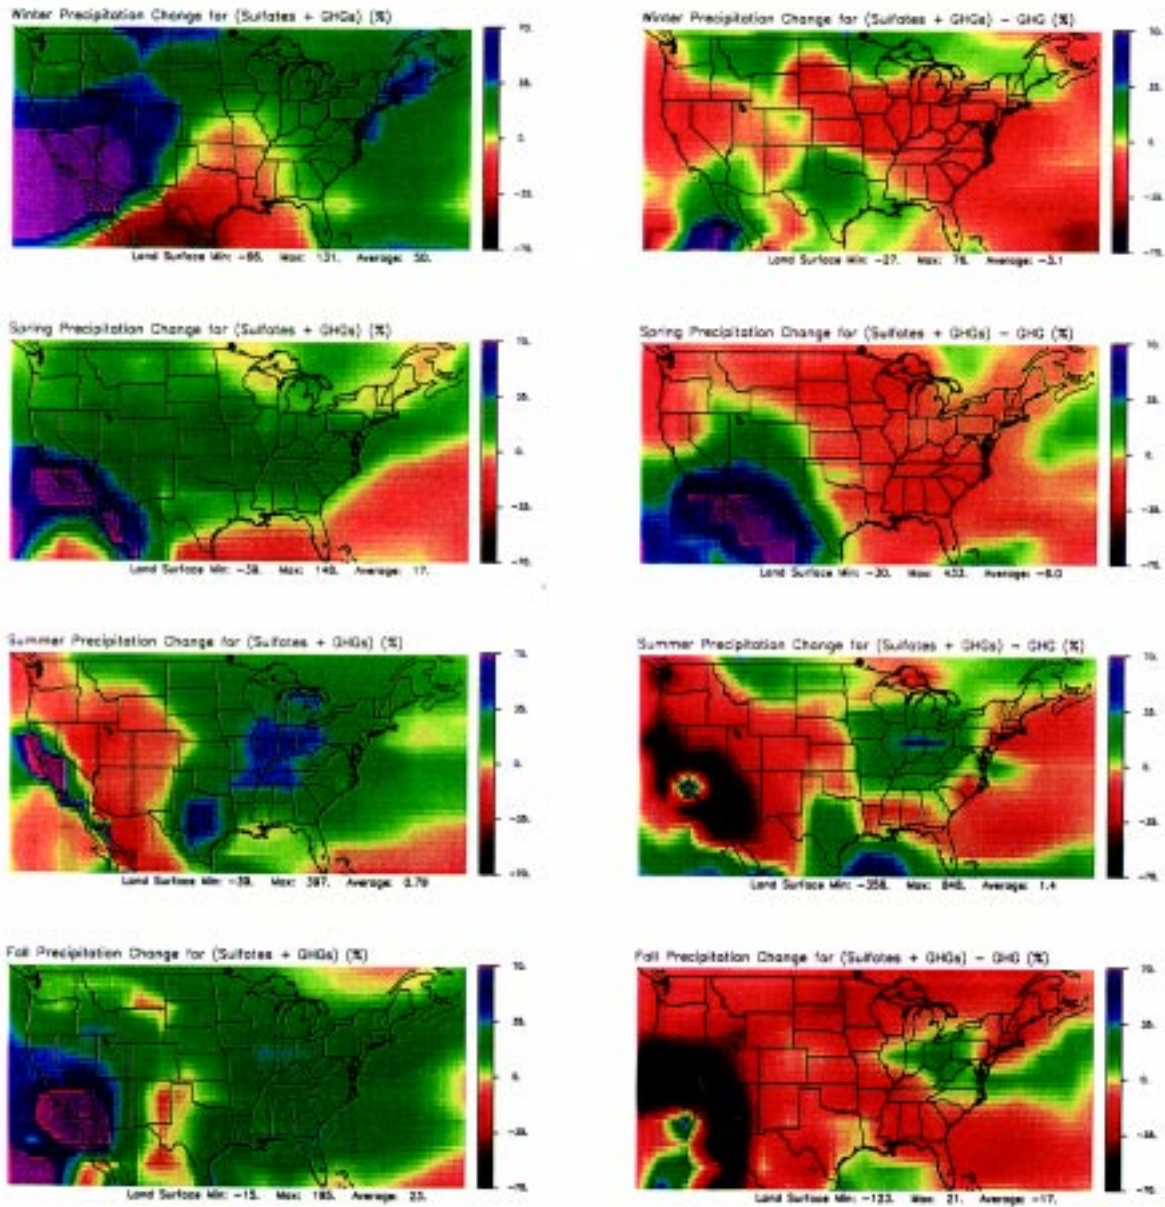 Winter Precipitation Change for (Sulfates + GHGs) (%)
Land Surface Min: -66. Max: 131. Average: 30.
Winter Precipitation Change for (Sulfates + GHGs) - GHG (%)
Land Surface Min: -27. Max: 76. Average: -3.1
Spring Precipitation Change for (Sulfates + GHGs) (%)
Land Surface Min: -39. Max: 148. Average: 17.
Spring Precipitation Change for (Sulfates + GHGs) - GHG (%)
Land Surface Min: -30. Max: 433. Average: -6.0
Summer Precipitation Change for (Sulfates + GHGs) (%)
Land Surface Min: -39. Max: 397. Average: 0.79
Summer Precipitation Change for (Sulfates + GHGs) - GHG (%)
Land Surface Min: -356. Max: 848. Average: 1.4
Fall Precipitation Change for (Sulfates + GHGs) (%)
Land Surface Min: -15. Max: 195. Average: 23.
Fall Precipitation Change for (Sulfates + GHGs) - GHG (%)
Land Surface Min: -133. Max: 21. Average: -17.